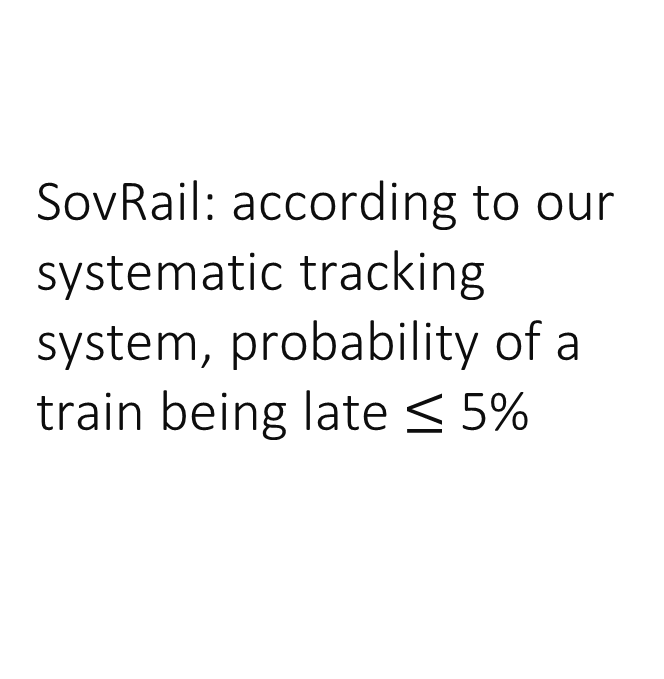 SovRail: according to our
systematic tracking
system, probability of a
train being late ≤ 5%